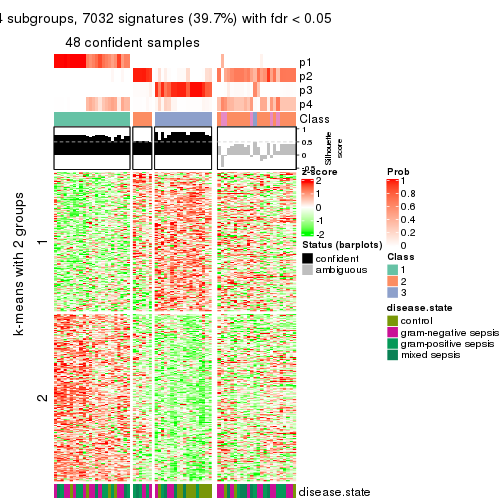 4 subgroups, 7032 signatures (39.7%) with fdr < 0.05
48 confident samples
p1
p2
p3
p4
Class
1
0.5
0
-0.5
Silhouette
score
k-means with 2 groups
1
2
z-score
2
1
0
-1
-2
Status (barplots)
confident
ambiguous
Prob
1
0.8
0.6
0.4
0.2
0
Class
1
2
3
disease.state
control
gram-negative sepsis
gram-positive sepsis
mixed sepsis
disease.state